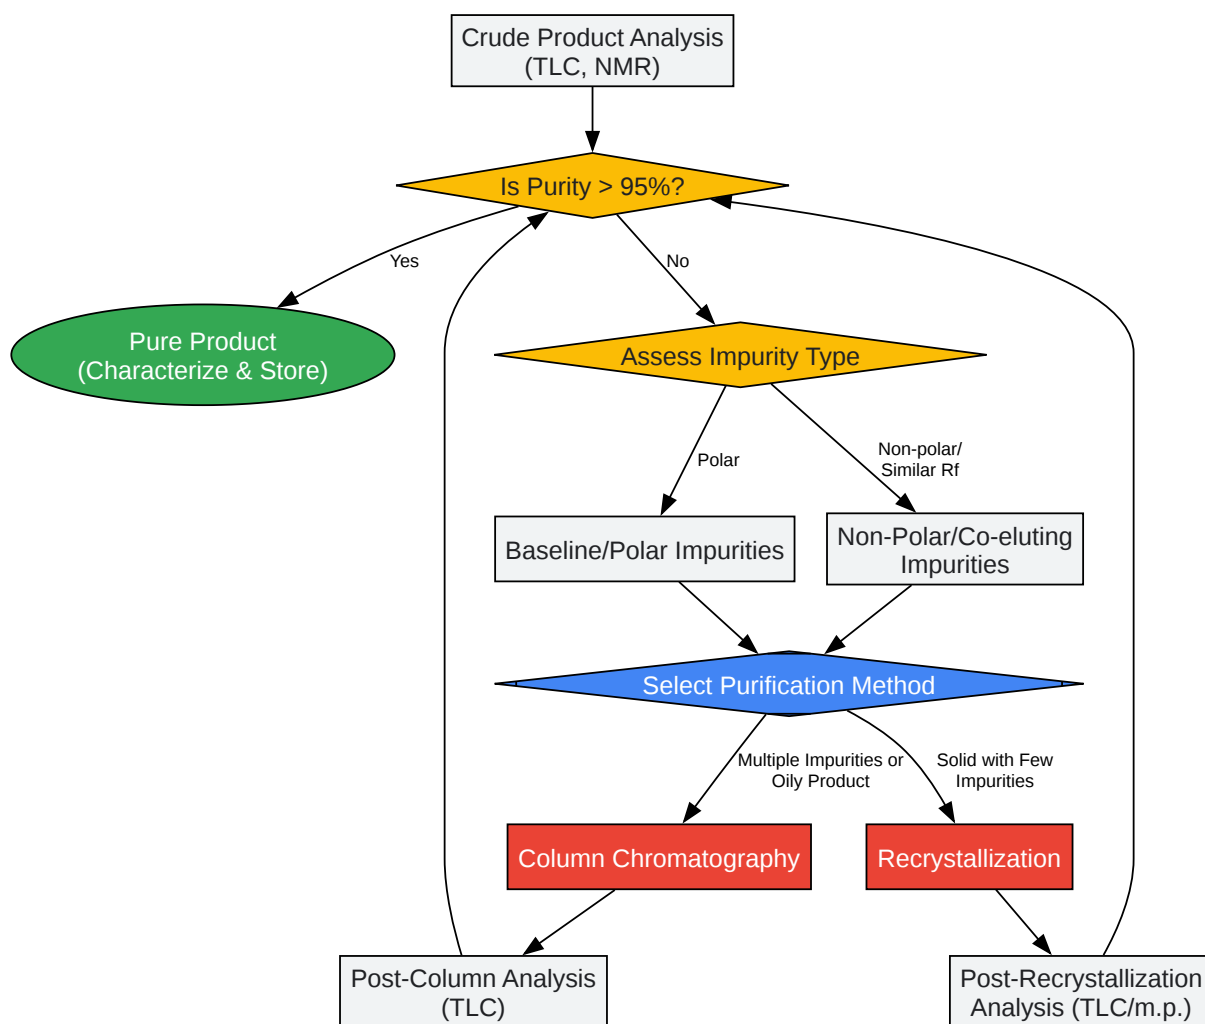 Crude Product Analysis
(TLC, NMR)
Is Purity > 95%?
Yes
No
Pure Product
(Characterize & Store)
Assess Impurity Type
Polar
Non-polar/
Similar Rf
Baseline/Polar Impurities
Non-Polar/Co-eluting
Impurities
Select Purification Method
Multiple Impurities or
Oily Product
Solid with Few
Impurities
Column Chromatography
Recrystallization
Post-Column Analysis
(TLC)
Post-Recrystallization
Analysis (TLC/m.p.)